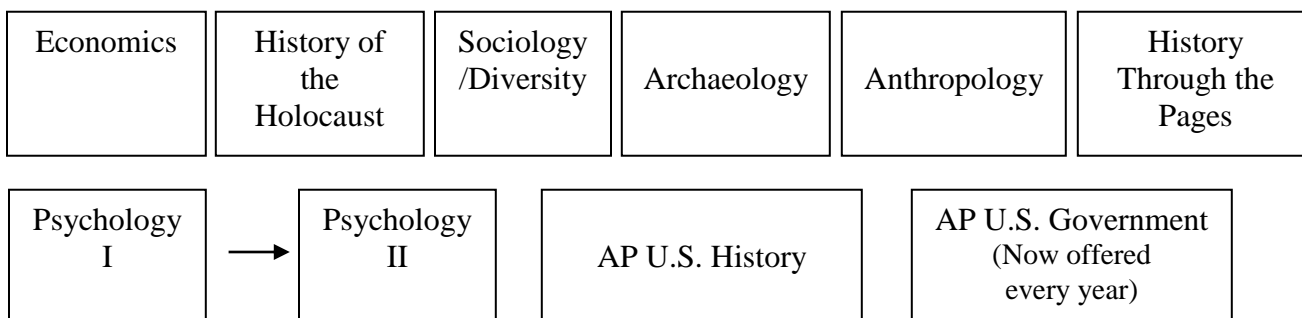 Economics
History of
the
Holocaust
Sociology
/Diversity
Archaeology
Anthropology
History
Through the
Pages
Psychology
I
Psychology
II
AP U.S. History
AP U.S. Government
(Now offered
every year)